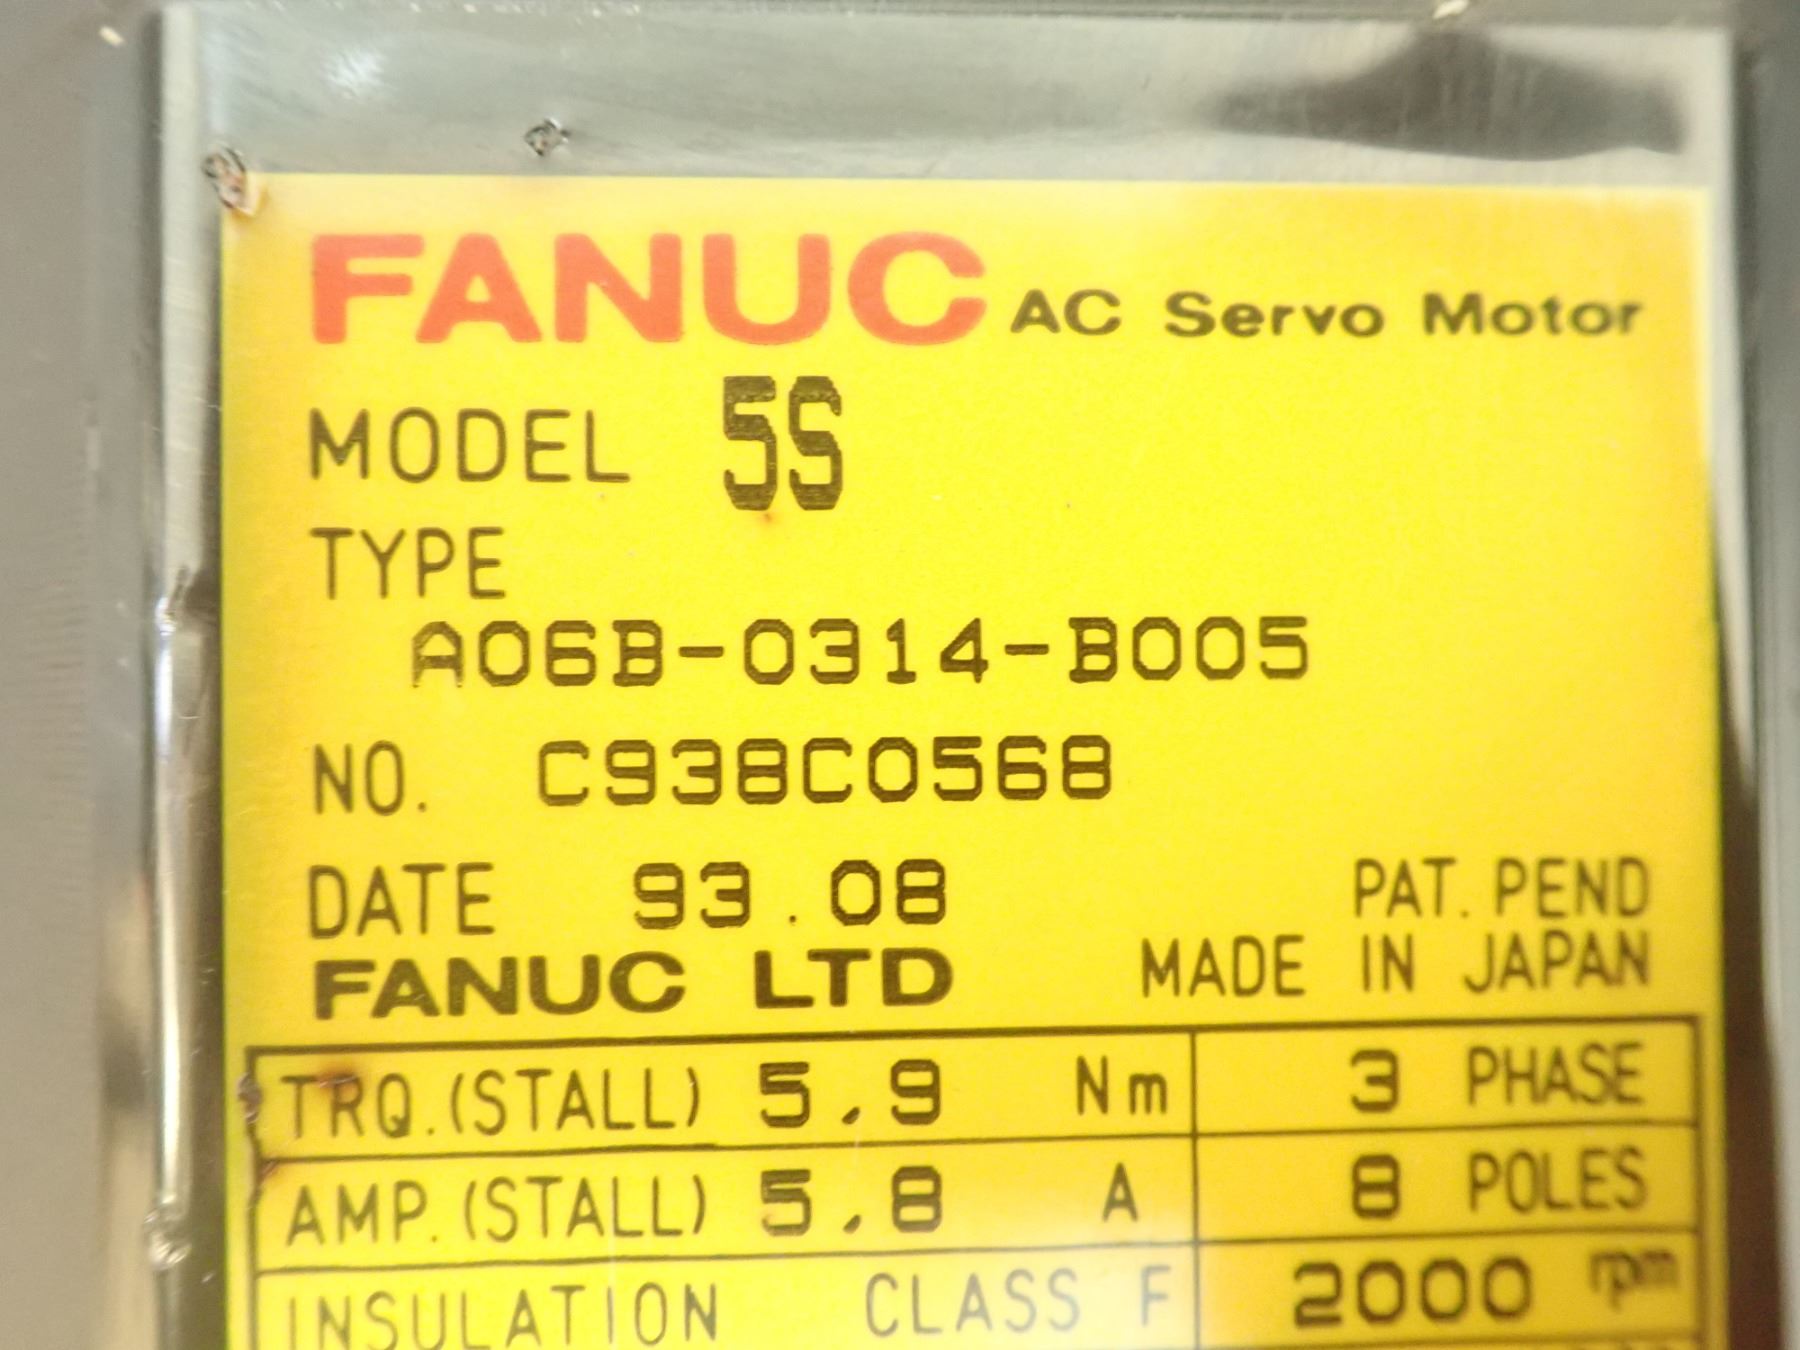 FANUC AC Servo Motor
MODEL 5S
TYPE
A06B-0314-B005
NO. C938C0568
DATE 93.08 PAT. PEND
FANUC LTD MADE IN JAPAN
TRQ.(STALL) 5.9 Nm 3 PHASE
AMP.(STALL) 5.8 A 8 POLES
INSULATION CLASS F 2000 rpm